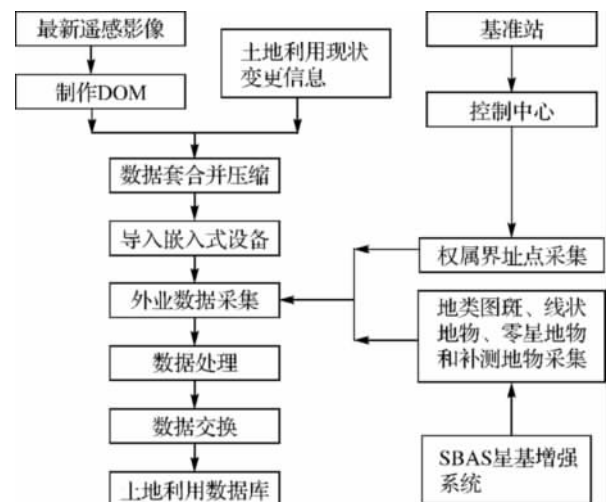 最新遥感影像
制作DOM
土地利用现状
变更信息
数据套合并压缩
导入嵌入式设备
外业数据采集
数据处理
数据交换
土地利用数据库
基准站
控制中心
权属界址点采集
地类图斑、线状
地物、零星地物
和补测地物采集
SBAS星基增强
系统